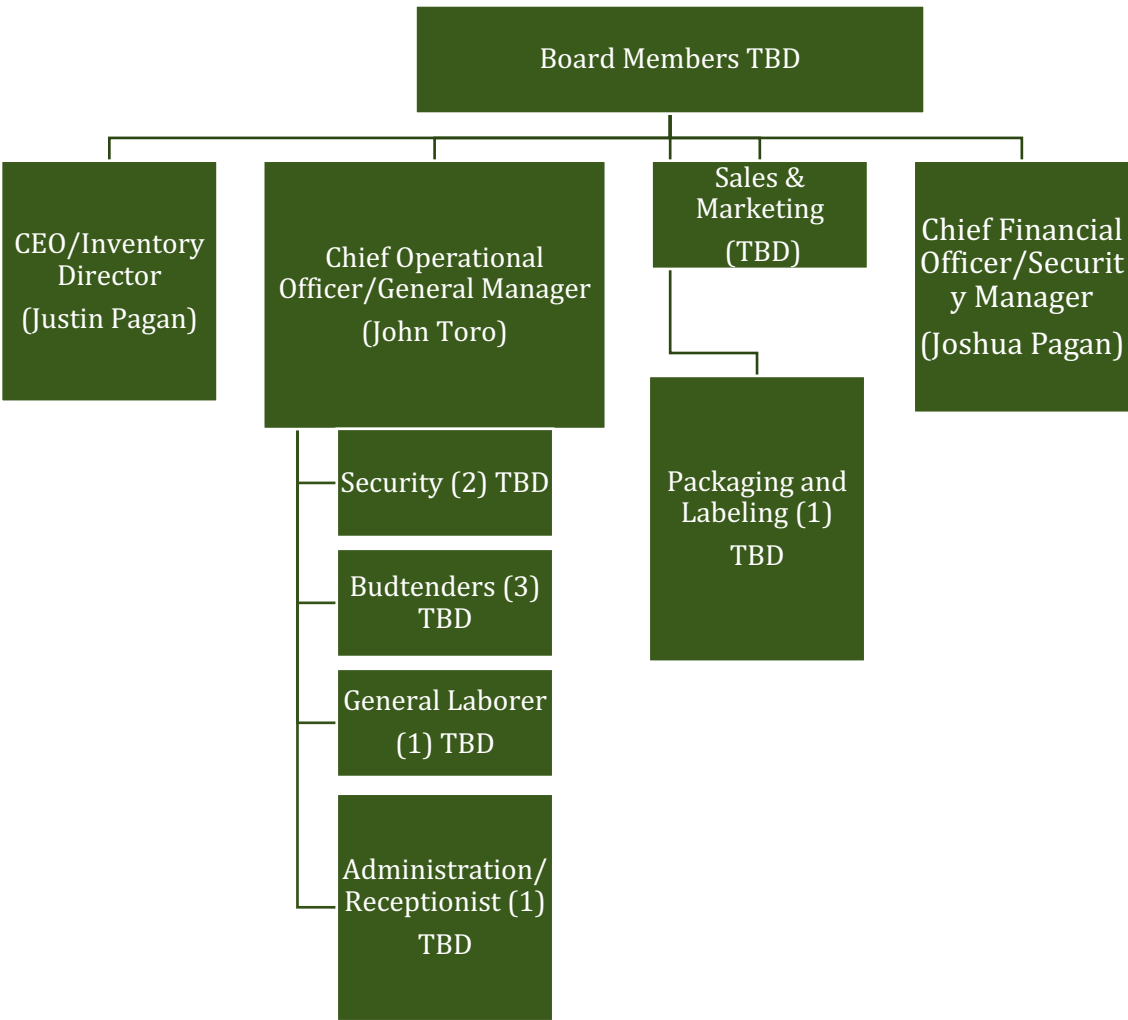 Board Members TBD
CEO/Inventory
Director
(Justin Pagan)
Chief Operational
Officer/General Manager
(John Toro)
Sales &
Marketing
(TBD)
Chief Financial
Officer/Securit
y Manager
(Joshua Pagan)
Security (2) TBD
Budtenders (3)
TBD
General Laborer
(1) TBD
Administration/
Receptionist (1)
TBD
Packaging and
Labeling (1)
TBD